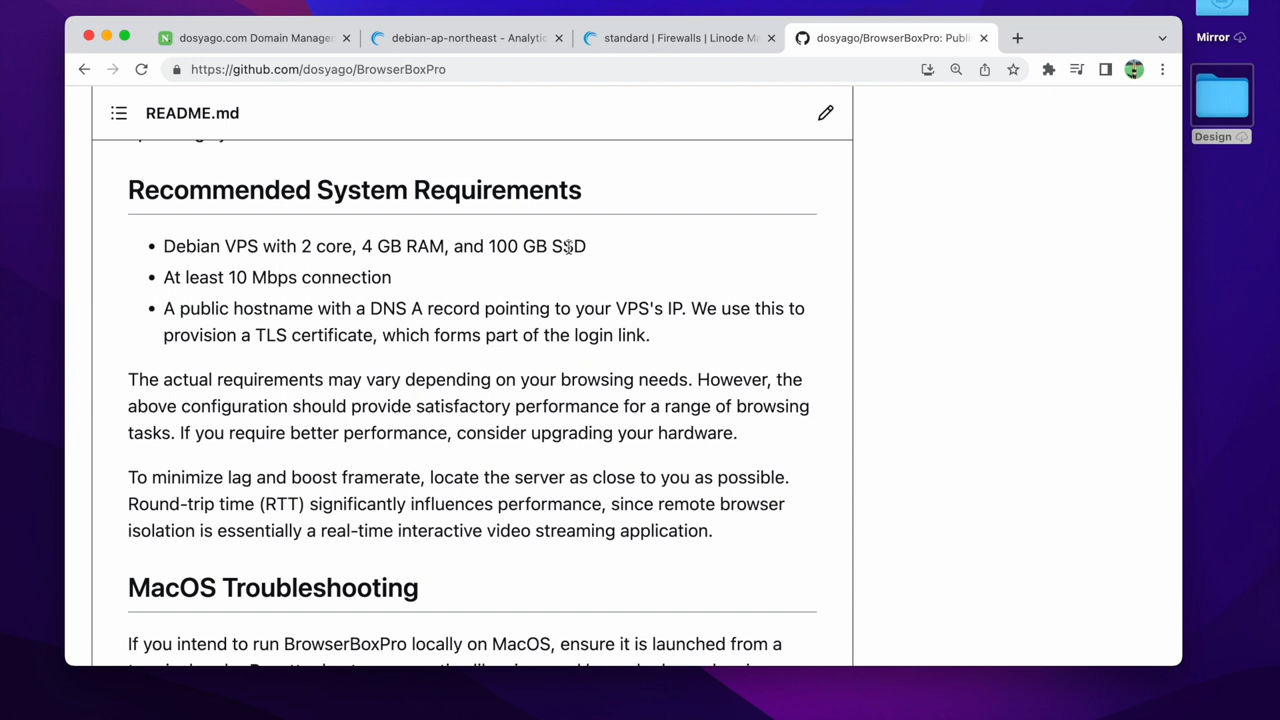 dosyago.com Domain Manager
debian-ap-northeast - Analytic
standard | Firewalls | Linode Ma
dosyago/BrowserBoxPro: Publi
https://github.com/dosyago/BrowserBoxPro
Mirror
Design
README.md
Recommended System Requirements
• Debian VPS with 2 core, 4 GB RAM, and 100 GB SSD
• At least 10 Mbps connection
• A public hostname with a DNS A record pointing to your VPS's IP. We use this to
provision a TLS certificate, which forms part of the login link.
The actual requirements may vary depending on your browsing needs. However, the
above configuration should provide satisfactory performance for a range of browsing
tasks. If you require better performance, consider upgrading your hardware.
To minimize lag and boost framerate, locate the server as close to you as possible.
Round-trip time (RTT) significantly influences performance, since remote browser
isolation is essentially a real-time interactive video streaming application.
MacOS Troubleshooting
If you intend to run BrowserBoxPro locally on MacOS, ensure it is launched from a